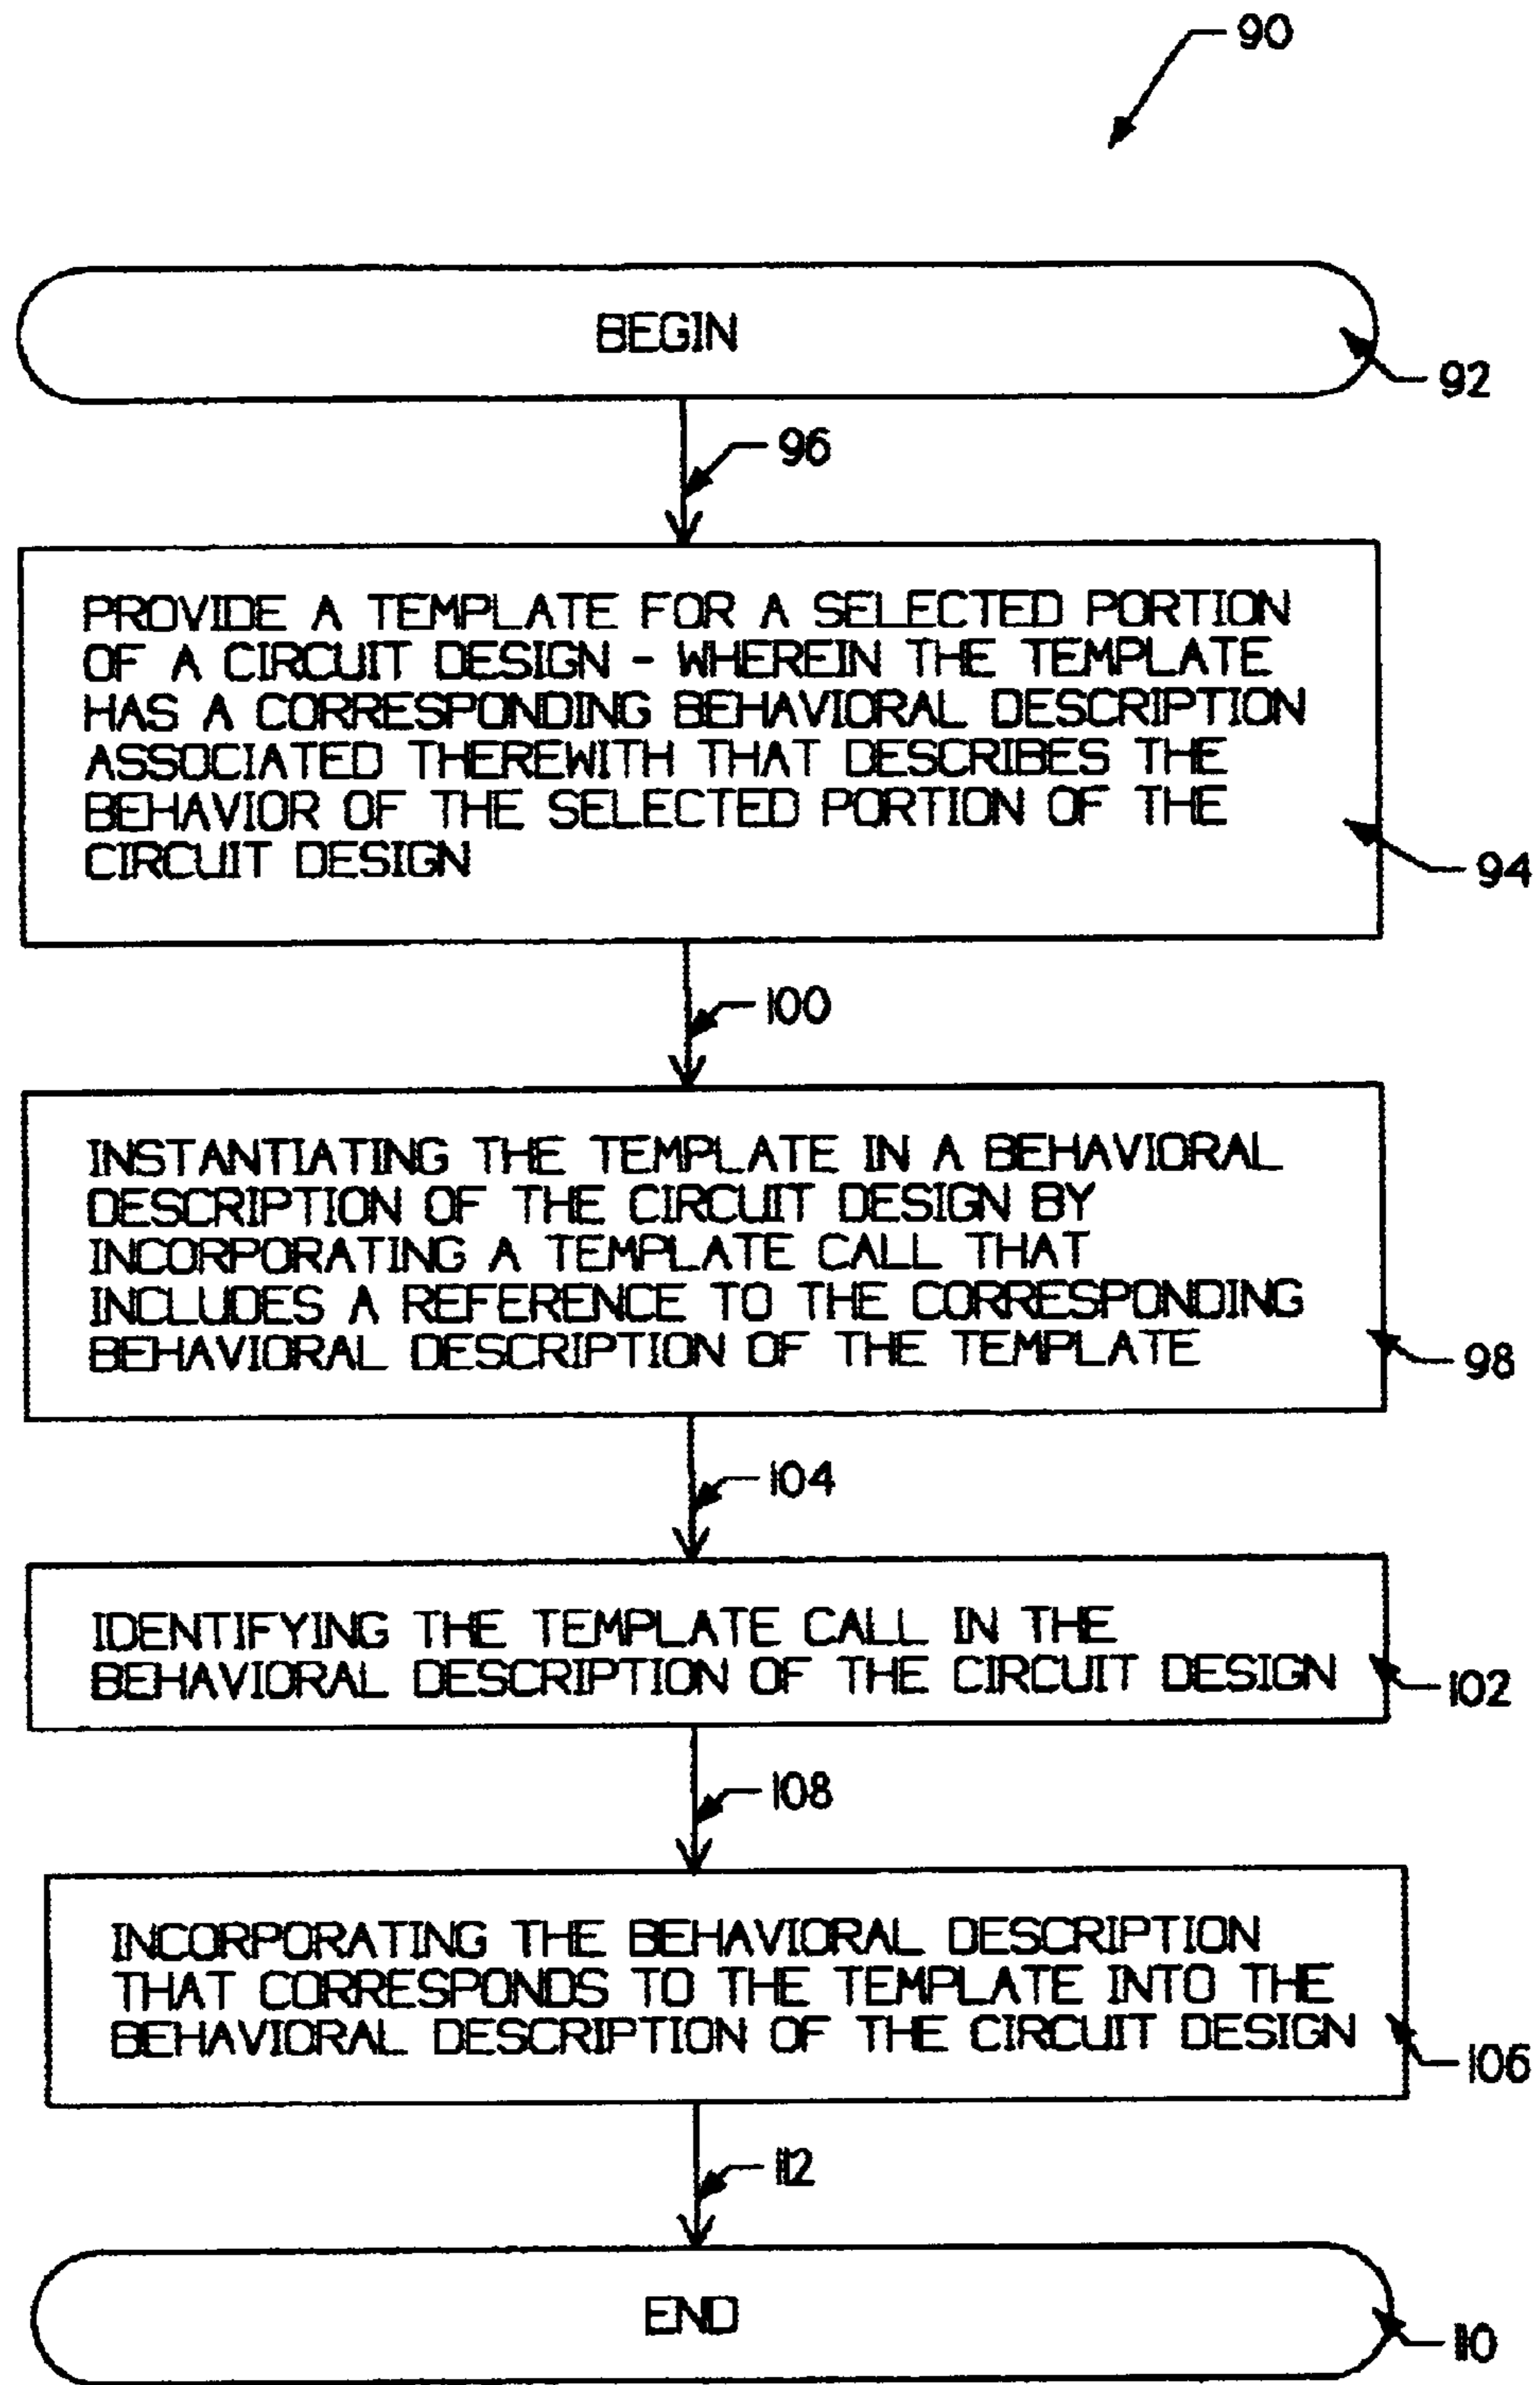 90
BEGIN
92
96
PROVIDE A TEMPLATE FOR A SELECTED PORTION
OF A CIRCUIT DESIGN - WHEREIN THE TEMPLATE
HAS A CORRESPONDING BEHAVIORAL DESCRIPTION
ASSOCIATED THEREWITH THAT DESCRIBES THE
BEHAVIOR OF THE SELECTED PORTION OF THE
CIRCUIT DESIGN
94
100
INSTANTIATING THE TEMPLATE IN A BEHAVIORAL
DESCRIPTION OF THE CIRCUIT DESIGN BY
INCORPORATING A TEMPLATE CALL THAT
INCLUDES A REFERENCE TO THE CORRESPONDING
BEHAVIORAL DESCRIPTION OF THE TEMPLATE
98
104
IDENTIFYING THE TEMPLATE CALL IN THE
BEHAVIORAL DESCRIPTION OF THE CIRCUIT DESIGN
102
108
INCORPORATING THE BEHAVIORAL DESCRIPTION
THAT CORRESPONDS TO THE TEMPLATE INTO THE
BEHAVIORAL DESCRIPTION OF THE CIRCUIT DESIGN
106
112
END
110